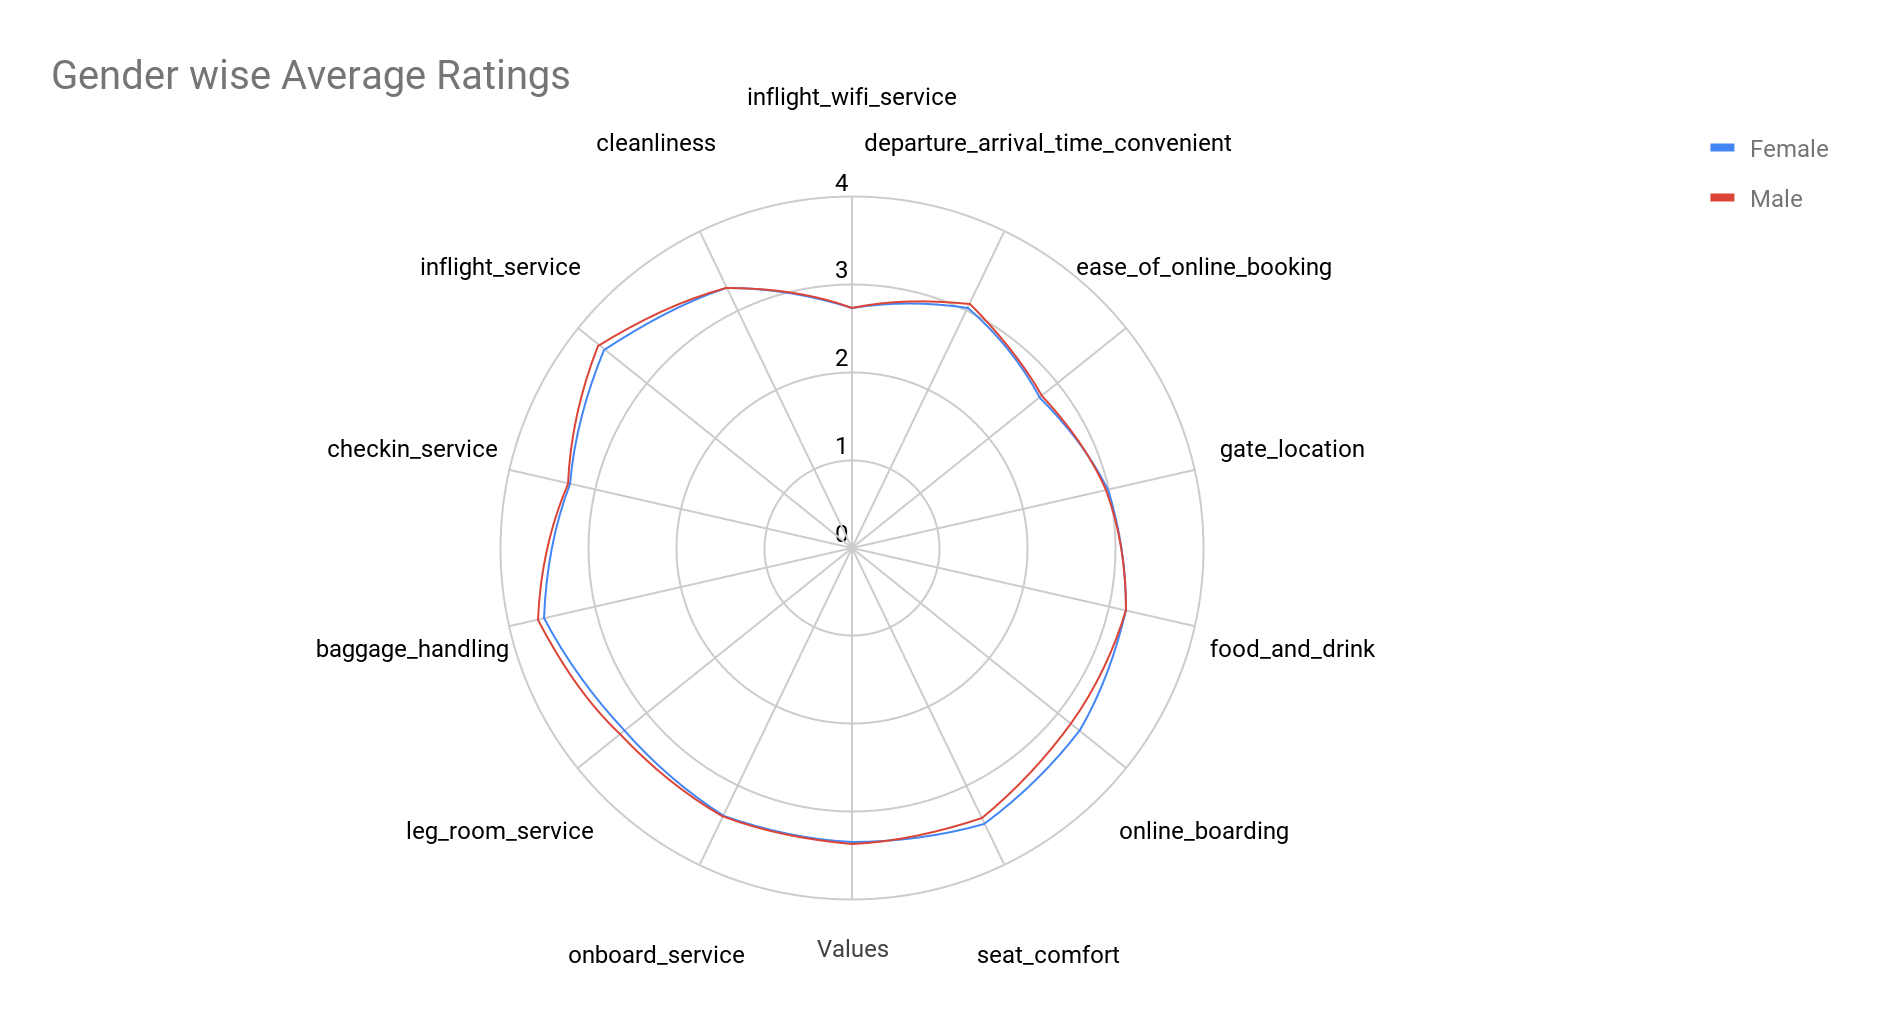 Gender wise Average Ratings
inflight_wifi_service
cleanliness
departure_arrival_time_convenient
Female
Male
4
3
2
1
0
inflight_service
ease_of_online_booking
checkin_service
gate_location
baggage_handling
food_and_drink
leg_room_service
online_boarding
onboard_service
Values
seat_comfort